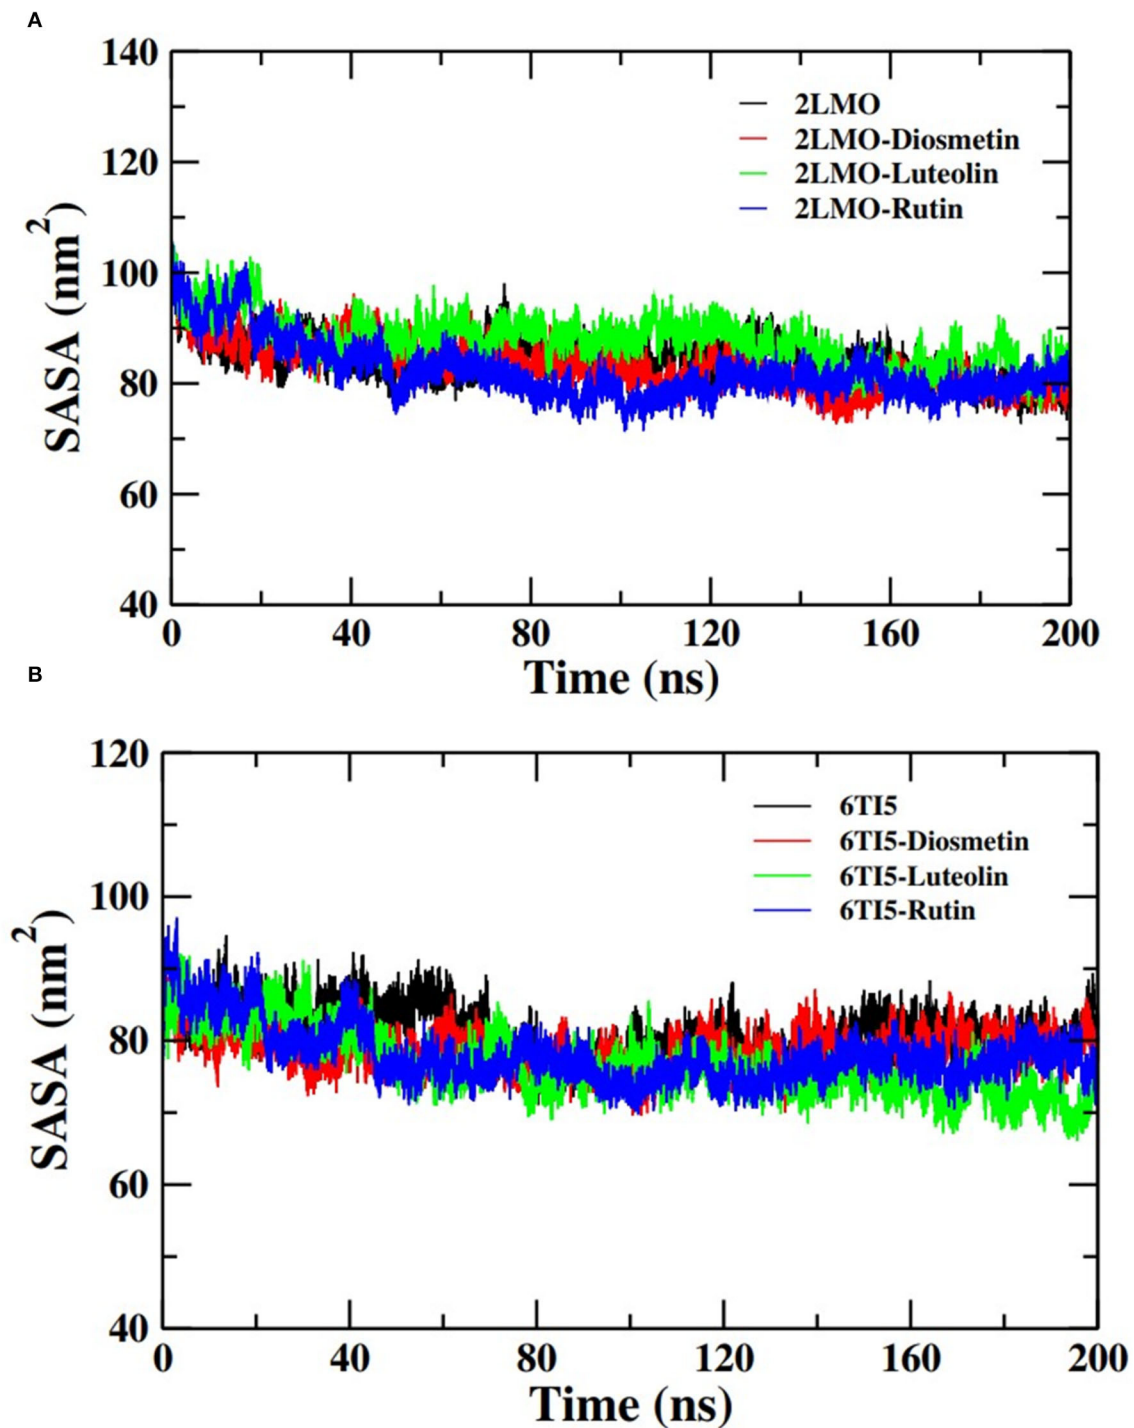 A
140
120
100
80
60
40
SASA (nm2)
2LMO
2LMO-Diosmetin
2LMO-Luteolin
2LMO-Rutin
0 40 80 120 160 200
Time (ns)
B
120
100
80
60
40
SASA (nm2)
6TI5
6TI5-Diosmetin
6TI5-Luteolin
6TI5-Rutin
0 40 80 120 160 200
Time (ns)